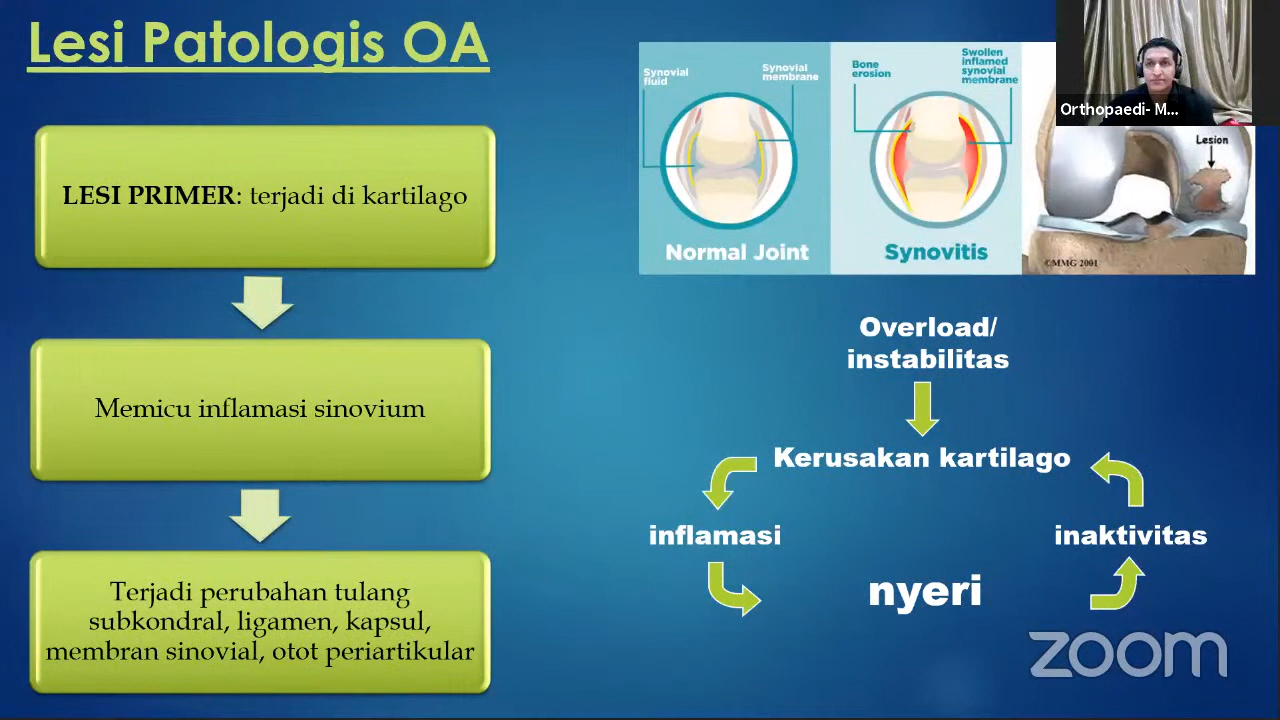 Lesi Patologis OA
LESI PRIMER: terjadi di kartilago
Memicu inflamasi sinovium
Terjadi perubahan tulang
subkondral, ligamen, kapsul,
membran sinovial, otot periartikular
Synovial
fluid
Synovial
membrane
Normal Joint
Bone
erosion
Swollen
inflamed
synovial
membrane
Synovitis
Orthopaedi- M...
Lesion
©MMG 2001
Overload/
instabilitas
Kerusakan kartilago
inflamasi
inaktivitas
nyeri
zoom